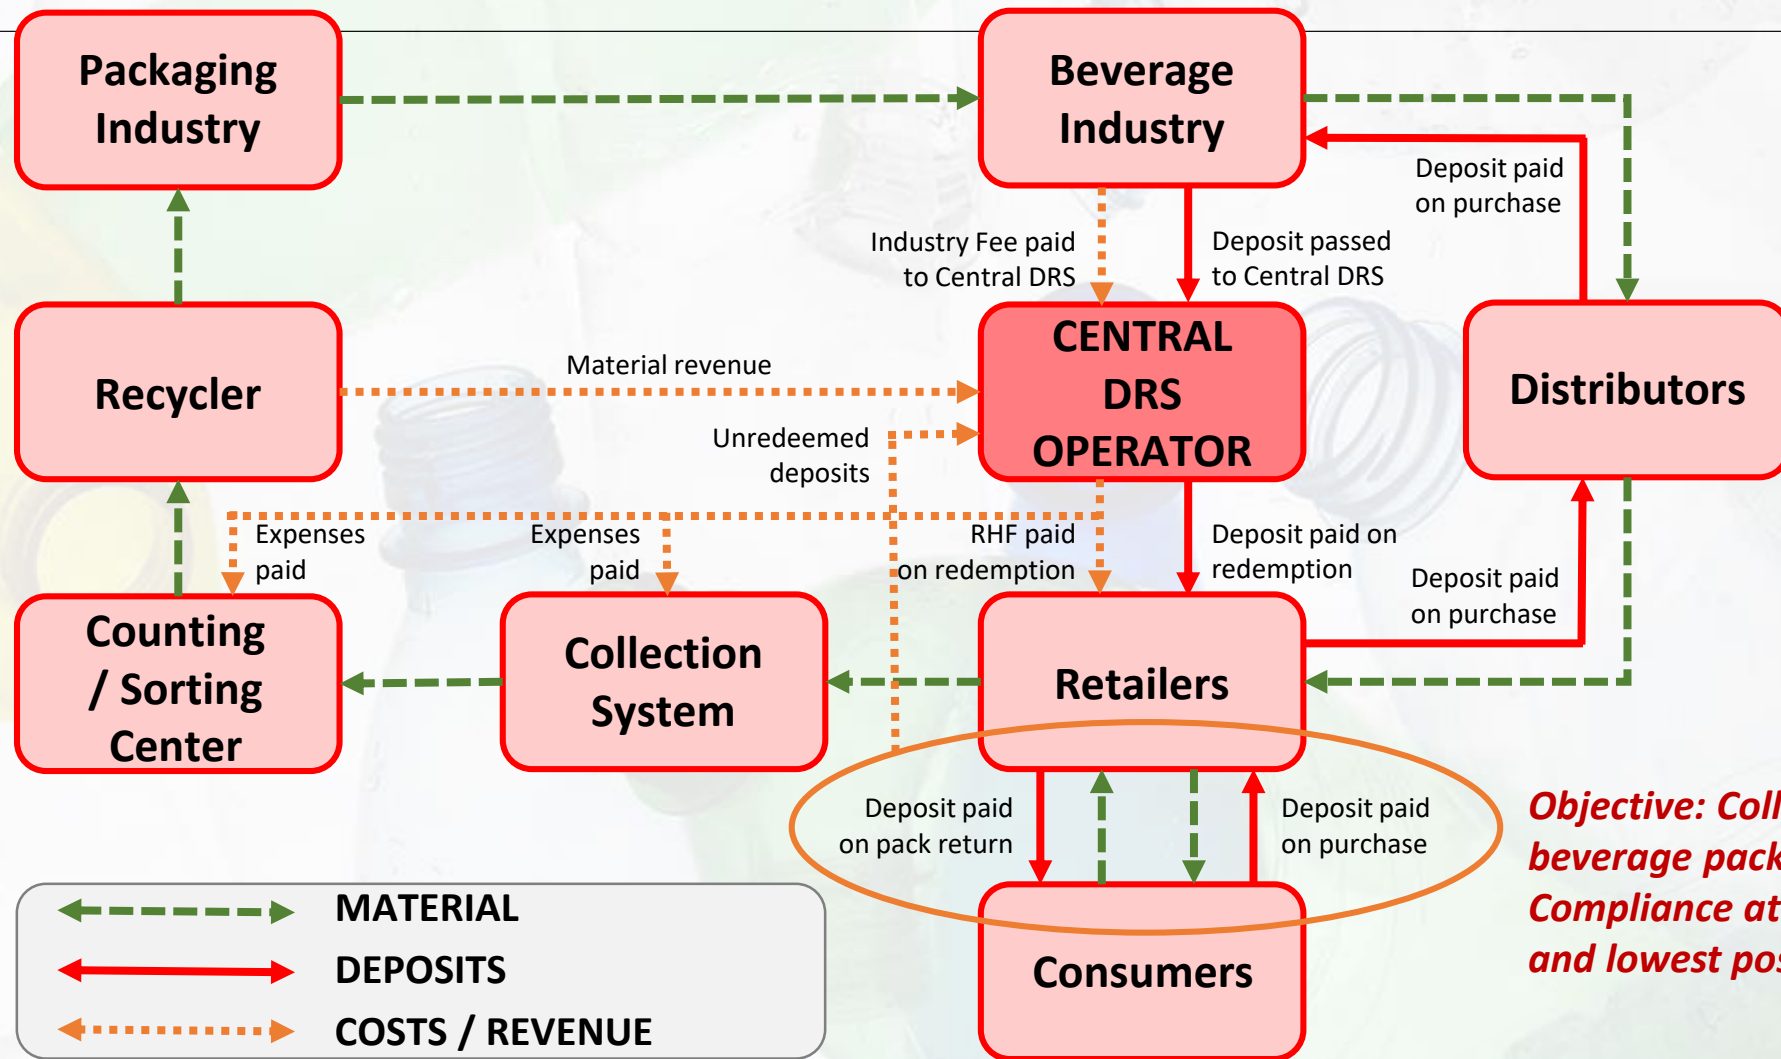 Packaging
Industry
Beverage
Industry
Deposit paid
on purchase
Industry Fee paid
to Central DRS
Deposit passed
to Central DRS
Recycler
Material revenue
CENTRAL
DRS
OPERATOR
Distributors
Unredeemed
deposits
Expenses
paid
Expenses
paid
RHF paid
on redemption
Deposit paid on
redemption
Deposit paid
on purchase
Counting
/ Sorting
Center
Collection
System
Retailers
Deposit paid
on pack return
Deposit paid
on purchase
Consumers
Objective:
beverage
Compliance at
and lowest
MATERIAL
DEPOSITS
COSTS / REVENUE